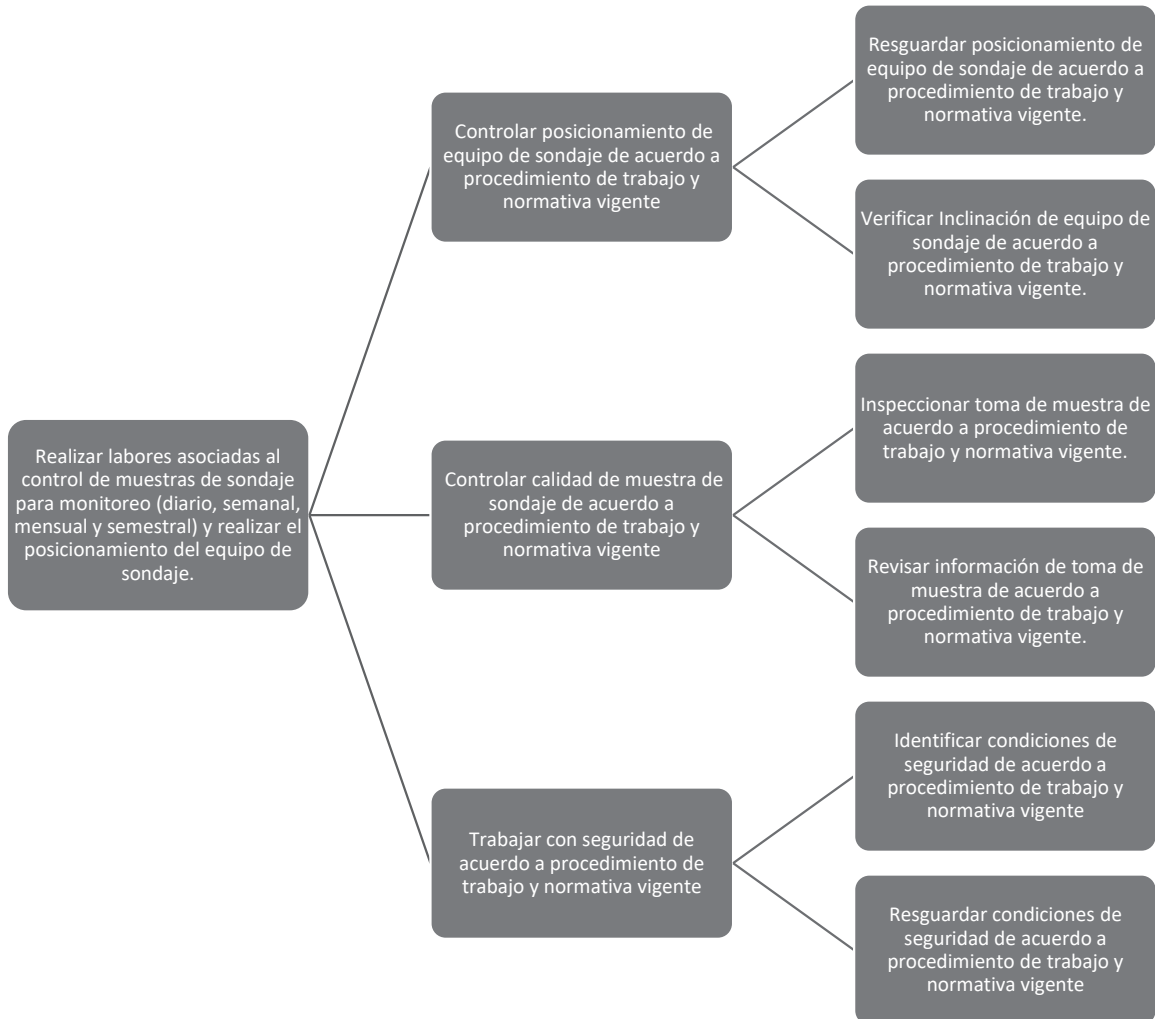 Realizar labores asociadas al
control de muestras de sondaje
para monitoreo (diario, semanal,
mensual y semestral) y realizar el
posicionamiento del equipo de
sondaje.
Controlar posicionamiento de
equipo de sondaje de acuerdo a
procedimiento de trabajo y
normativa vigente
Resguardar posicionamiento de
equipo de sondaje de acuerdo a
procedimiento de trabajo y
normativa vigente.
Verificar Inclinación de equipo de
sondaje de acuerdo a
procedimiento de trabajo y
normativa vigente.
Controlar calidad de muestra de
sondaje de acuerdo a
procedimiento de trabajo y
normativa vigente
Inspeccionar toma de muestra de
acuerdo a procedimiento de
trabajo y normativa vigente.
Revisar información de toma de
muestra de acuerdo a
procedimiento de trabajo y
normativa vigente.
Trabajar con seguridad de
acuerdo a procedimiento de
trabajo y normativa vigente
Identificar condiciones de
seguridad de acuerdo a
procedimiento de trabajo y
normativa vigente
Resguardar condiciones de
seguridad de acuerdo a
procedimiento de trabajo y
normativa vigente